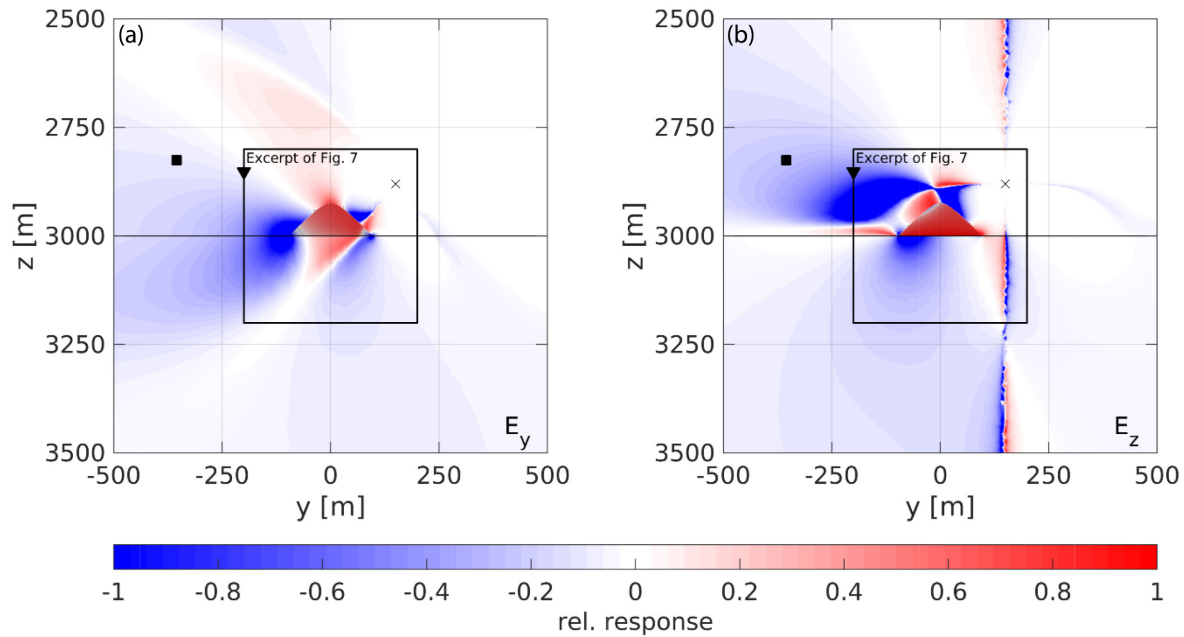 (a)
2500
2750
3000
3250
3500
z [m]
Excerpt of Fig. 7
E_y
-500
-250
0
250
500
y [m]
(b)
2500
2750
3000
3250
3500
z [m]
Excerpt of Fig. 7
E_z
-500
-250
0
250
500
y [m]
-1
-0.8
-0.6
-0.4
-0.2
0
0.2
0.4
0.6
0.8
1
rel. response